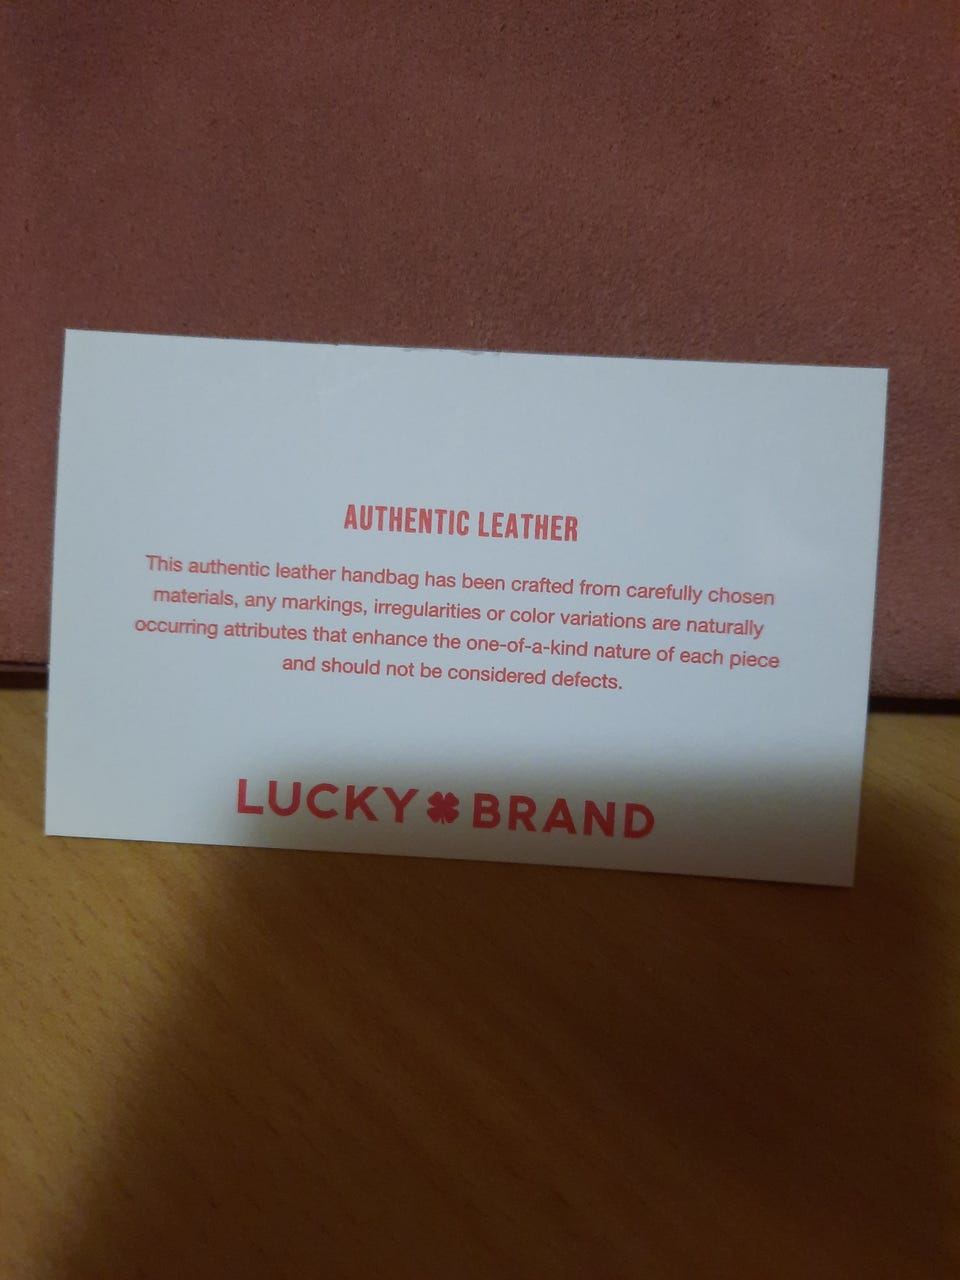 AUTHENTIC LEATHER
This authentic leather handbag has been crafted from carefully chosen
materials, any markings, irregularities or color variations are naturally
occurring attributes that enhance the one-of-a-kind nature of each piece
and should not be considered defects.
LUCKY BRAND